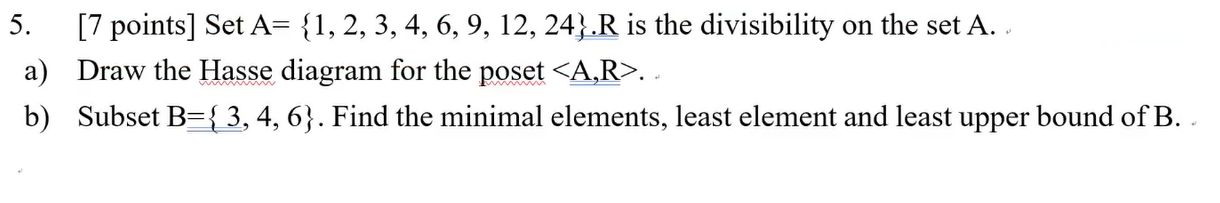 5. [7 points] Set A= {1, 2, 3, 4, 6, 9, 12, 24}.R is the divisibility on the set A.
a) Draw the Hasse diagram for the poset <A,R>.
b) Subset B={ 3, 4, 6}. Find the minimal elements, least element and least upper bound of B.